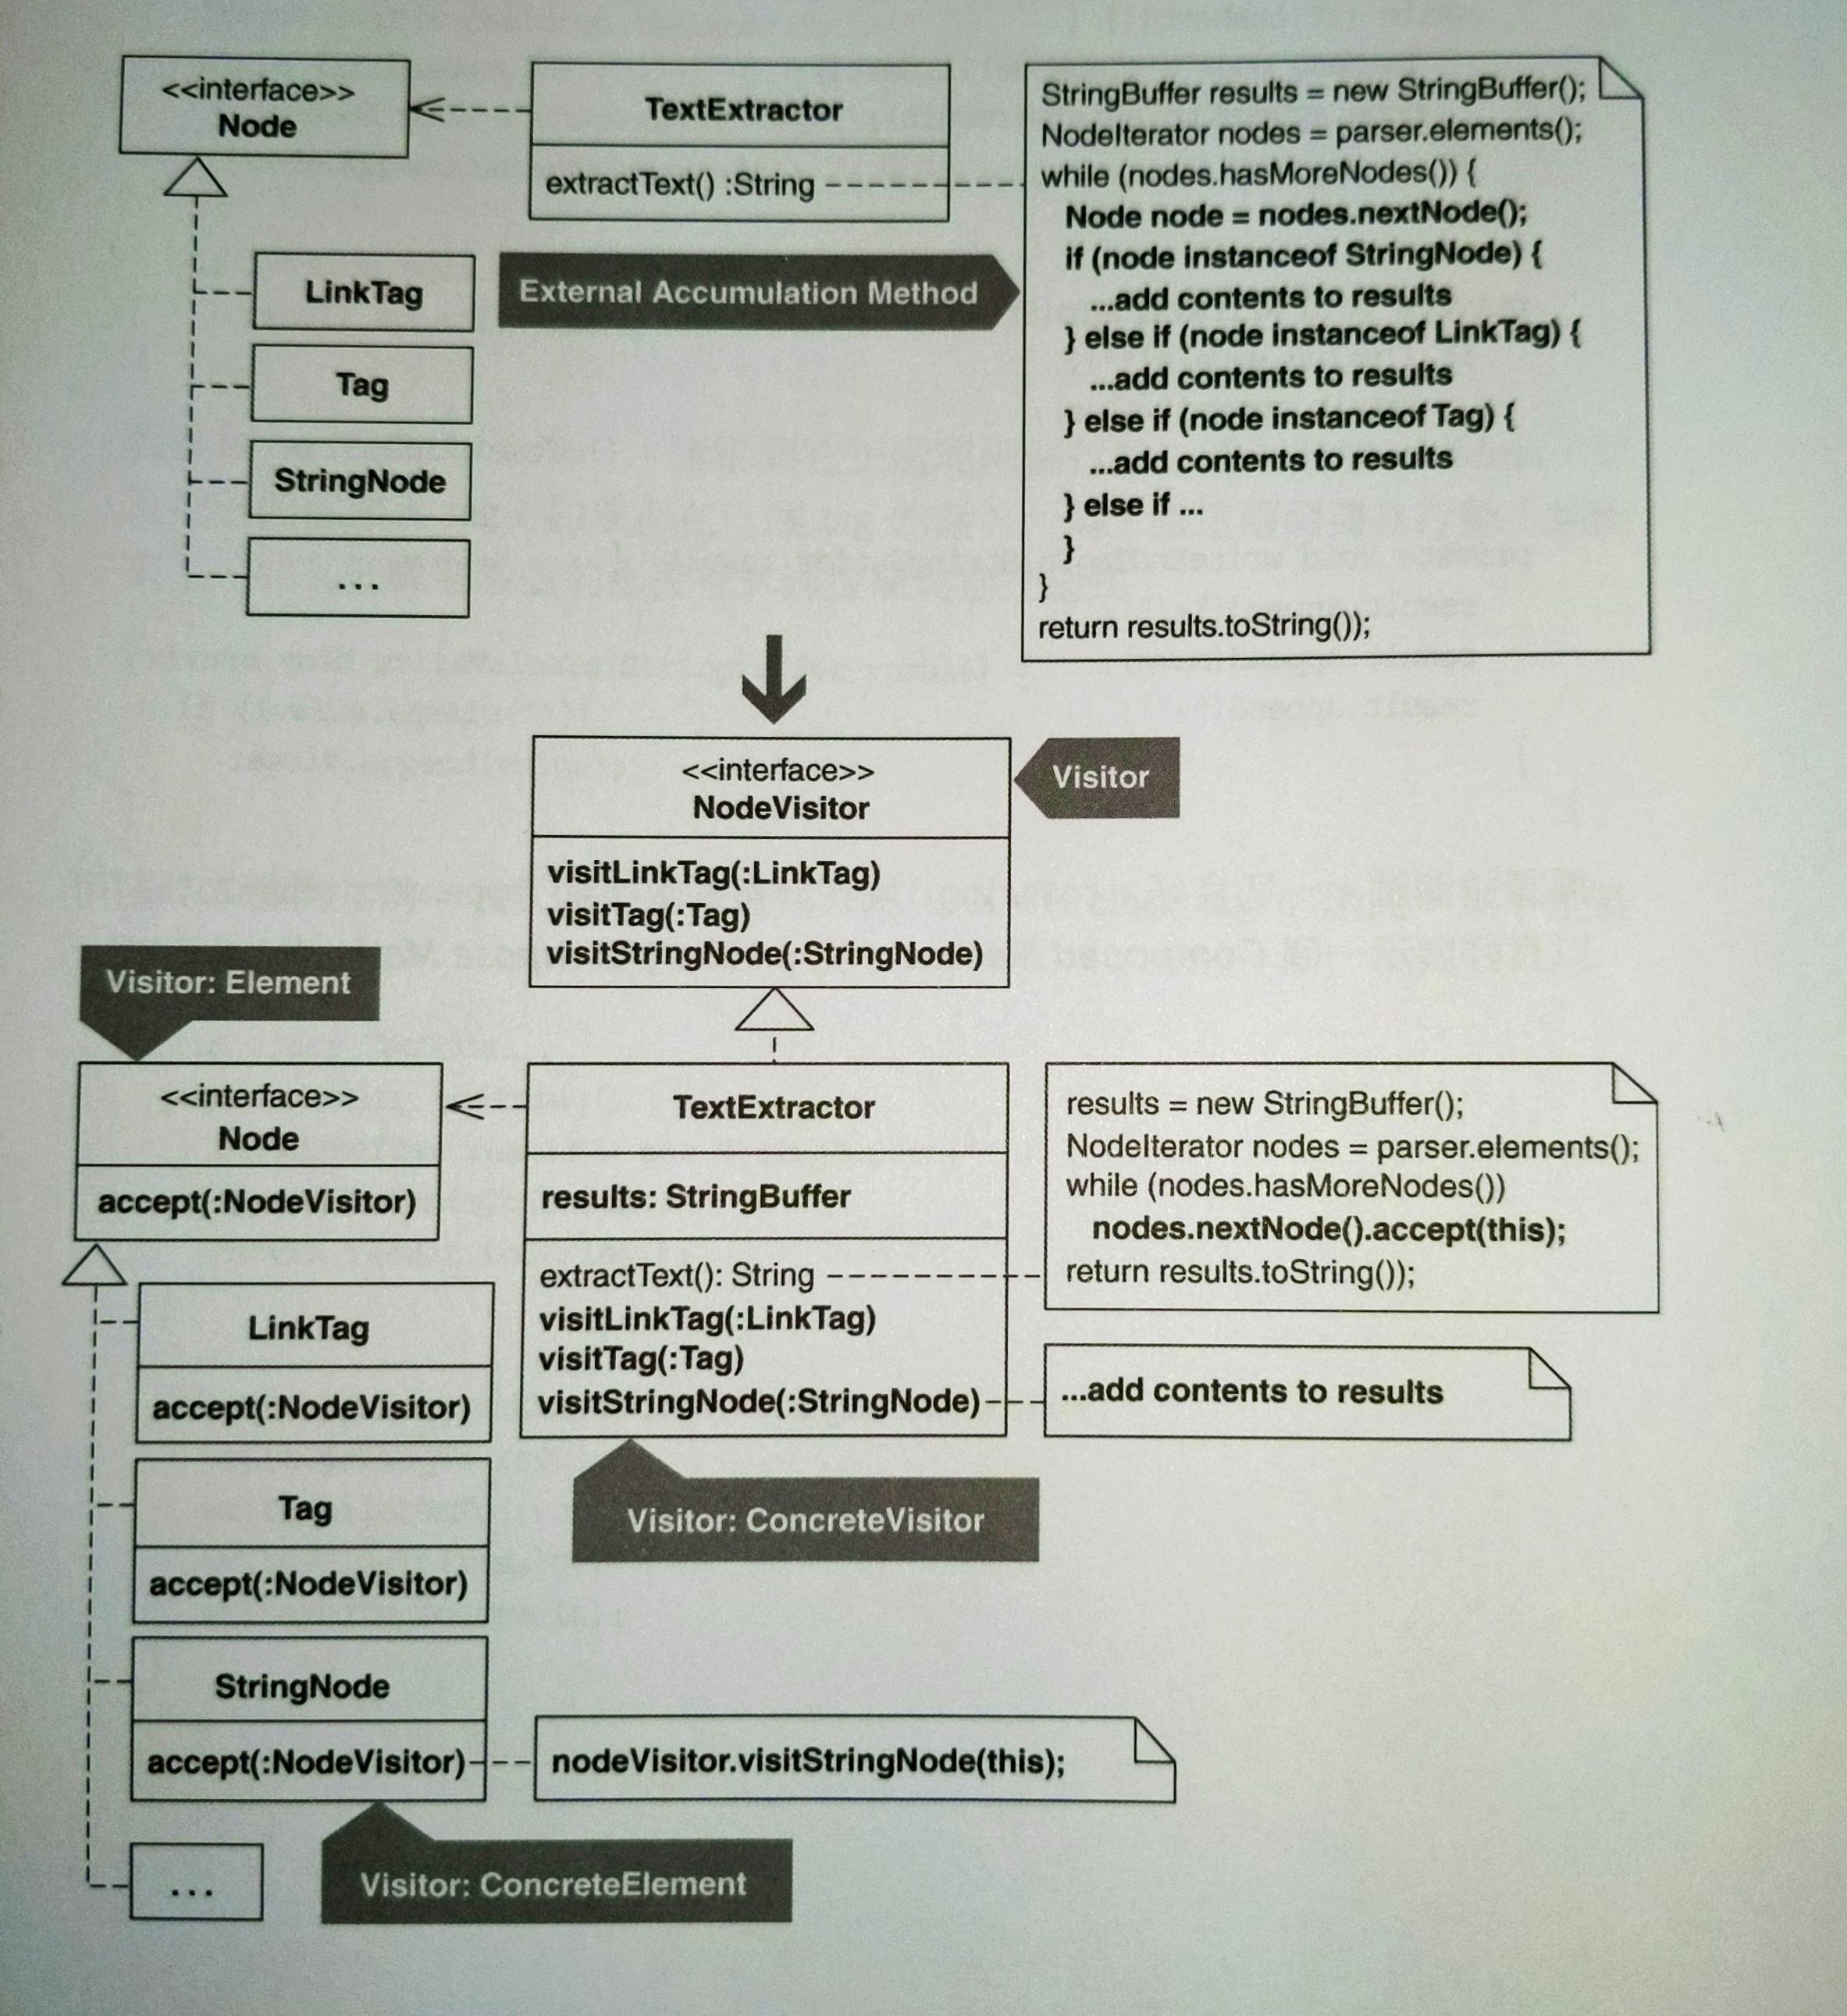 <<interface>>
Node
TextExtractor
extractText() :String
LinkTag
Tag
StringNode
...
External Accumulation Method
StringBuffer results = new StringBuffer();
NodeIterator nodes = parser.elements();
while (nodes.hasMoreNodes()) {
Node node = nodes.nextNode();
if (node instanceof StringNode) {
...add contents to results
} else if (node instanceof LinkTag) {
...add contents to results
} else if (node instanceof Tag) {
...add contents to results
} else if ...
}
}
return results.toString());
<<interface>>
NodeVisitor
visitLinkTag(:LinkTag)
visitTag(:Tag)
visitStringNode(:StringNode)
Visitor
Visitor: Element
<<interface>>
Node
accept(:NodeVisitor)
TextExtractor
results: StringBuffer
extractText(): String
visitLinkTag(:LinkTag)
visitTag(:Tag)
visitStringNode(:StringNode)
results = new StringBuffer();
NodeIterator nodes = parser.elements();
while (nodes.hasMoreNodes())
nodes.nextNode().accept(this);
return results.toString());
...add contents to results
Visitor: ConcreteVisitor
LinkTag
accept(:NodeVisitor)
Tag
accept(:NodeVisitor)
StringNode
accept(:NodeVisitor)
nodeVisitor.visitStringNode(this);
...
Visitor: ConcreteElement